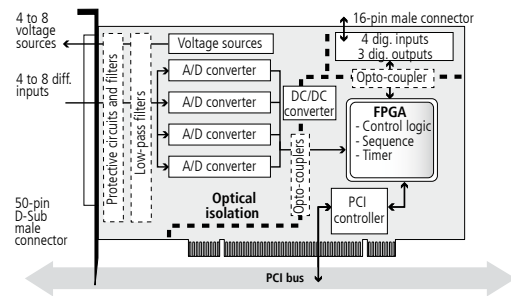 4 to 8
voltage
sources
4 to 8 diff.
inputs
50-pin
D-Sub
male
connector
Protective circuits and filters
Low-pass filters
Voltage sources
A/D converter
A/D converter
A/D converter
A/D converter
Optical
isolation
DC/DC
converter
Opto-couplers
16-pin male connector
4 dig. inputs
3 dig. outputs
Opto-coupler
FPGA
- Control logic
- Sequence
- Timer
PCI
controller
PCI bus